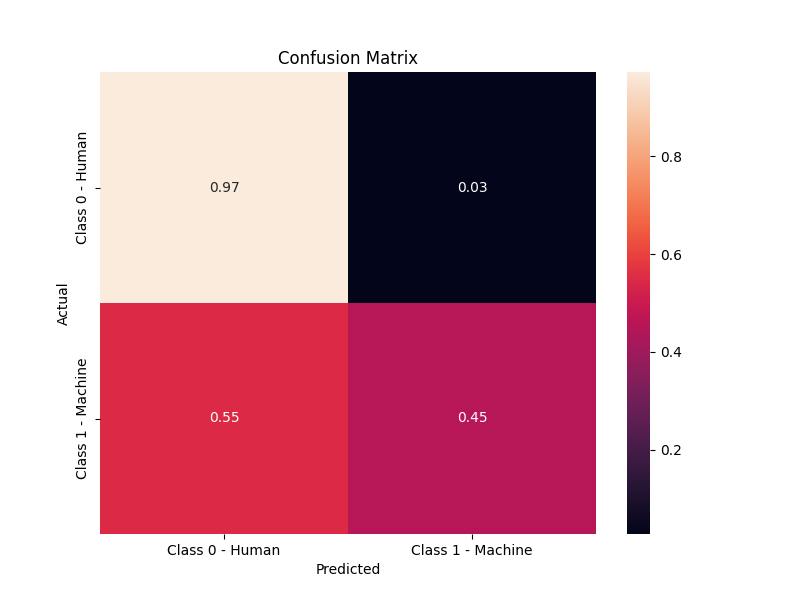 Confusion Matrix
Actual
Class 0 - Human
Class 1 - Machine
0.97
0.03
0.55
0.45
Class 0 - Human
Class 1 - Machine
Predicted
0.8
0.6
0.4
0.2